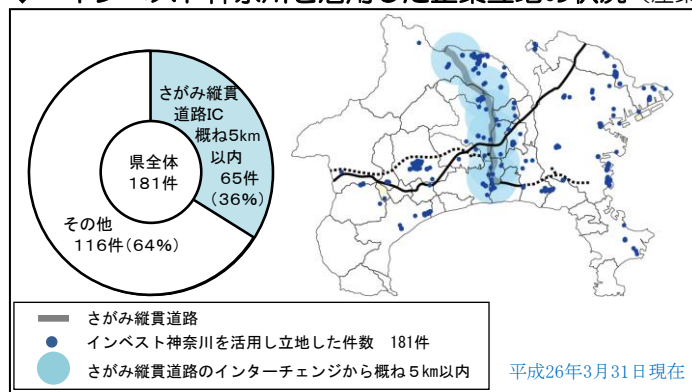 さがみ縦貫
道路IC
概ね5km
以内
65件
(36%)
県全体
181件
その他
116件(64%)
さがみ縦貫道路
インベスト神奈川を活用し立地した件数 181件
さがみ縦貫道路のインターチェンジから概ね５km以内
平成26年3月31日現在